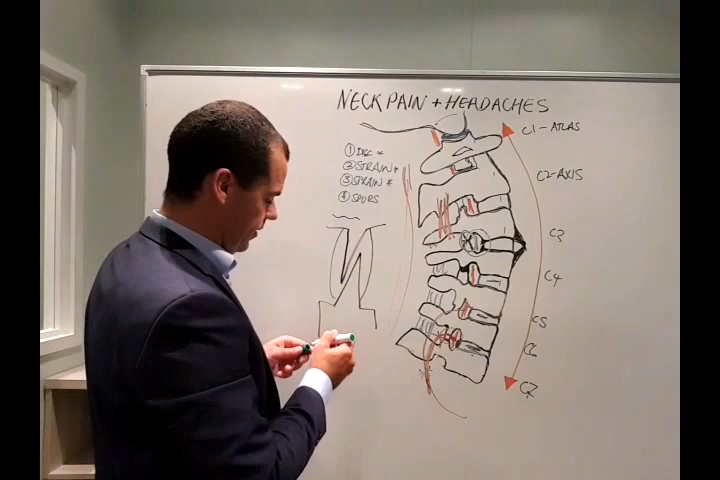 NECK PAIN + HEADACHES
① DISC *
② STRAIN *
③ STRAIN *
④ SPURS
C1-ATLAS
C2-AXIS
C3
C4
C5
C6
C7